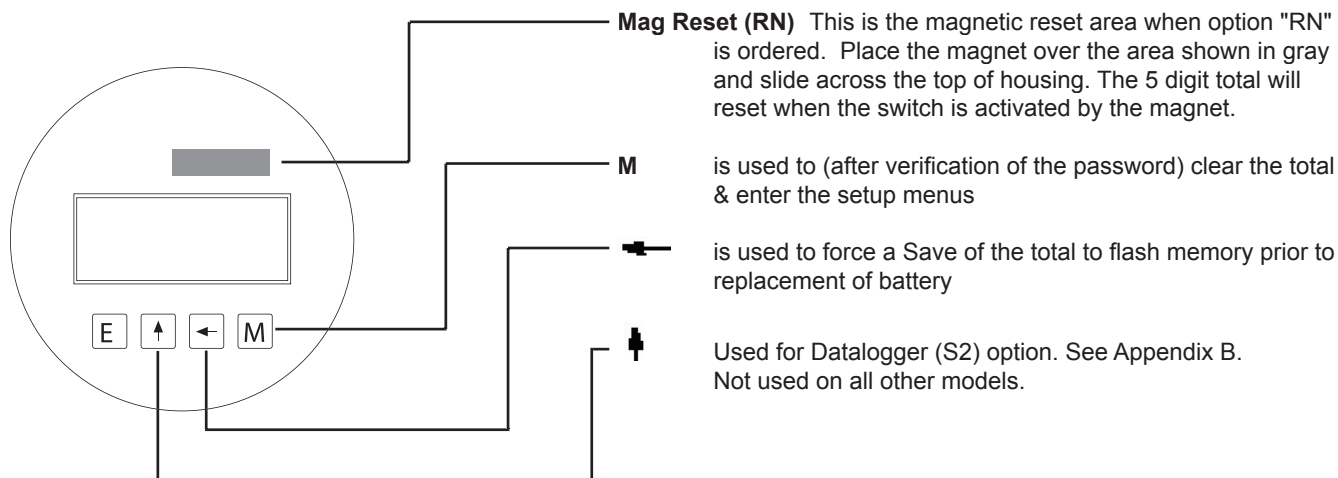 Mag Reset (RN) This is the magnetic reset area when option "RN"
is ordered. Place the magnet over the area shown in gray
and slide across the top of housing. The 5 digit total will
reset when the switch is activated by the magnet.
M is used to (after verification of the password) clear the total
& enter the setup menus
is used to force a Save of the total to flash memory prior to
replacement of battery
E M
Used for Datalogger (S2) option. See Appendix B.
Not used on all other models.